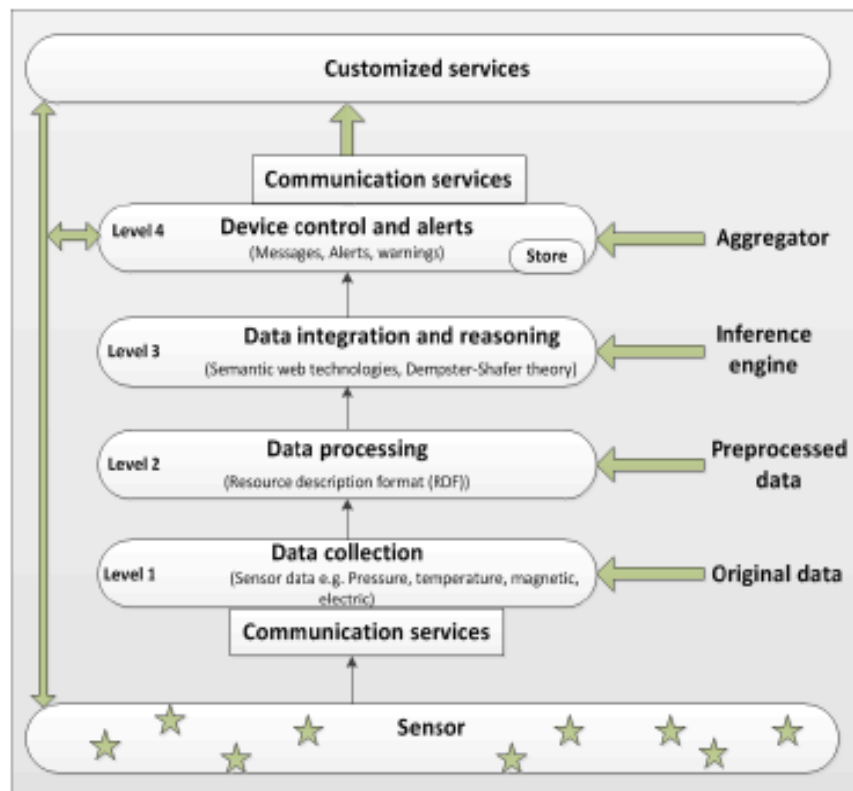 Customized services
Communication services
Level 4
Device control and alerts
(Messages, Alerts, warnings)
Store
Aggregator
Level 3
Data integration and reasoning
(Semantic web technologies, Dempster-Shafer theory)
Inference
engine
Level 2
Data processing
(Resource description format (RDF))
Preprocessed
data
Level 1
Data collection
(Sensor data e.g. Pressure, temperature, magnetic,
electric)
Original data
Communication services
Sensor